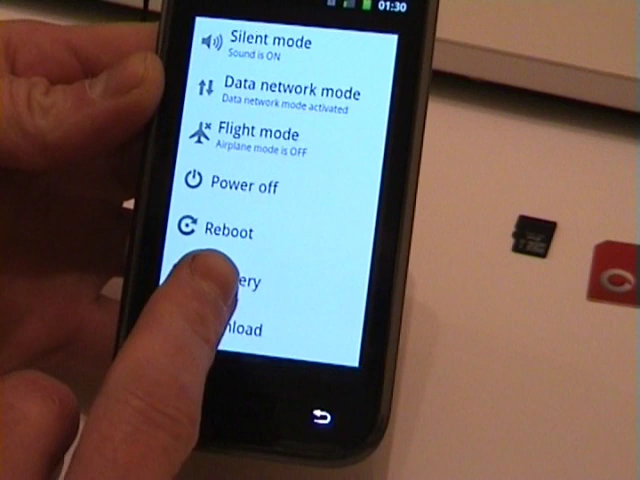 01:30
Silent mode
Sound is ON
Data network mode
Data network mode activated
Flight mode
Airplane mode is OFF
Power off
Reboot
ery
nload